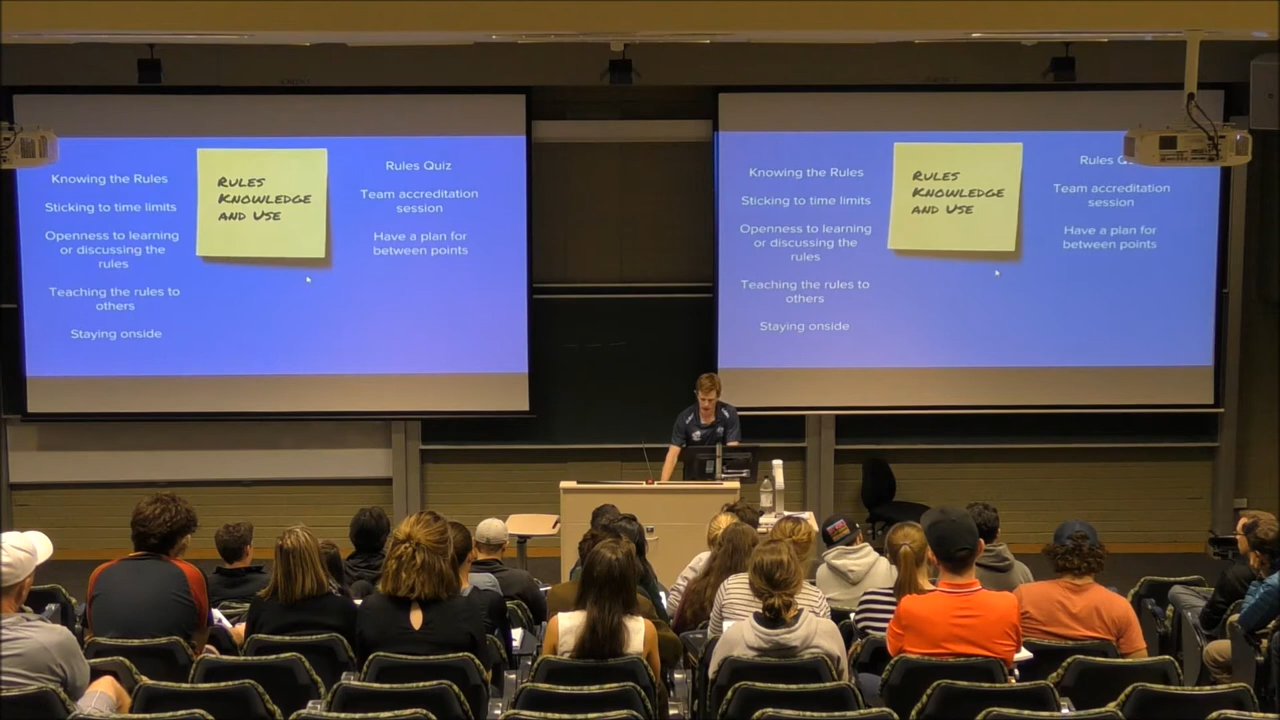 Knowing the Rules
Sticking to time limits
Openness to learning
or discussing the
rules
Teaching the rules to
others
Staying onside
RULES
KNOWLEDGE
AND USE
Rules Quiz
Team accreditation
session
Have a plan for
between points
Knowing the Rules
Sticking to time limits
Openness to learning
or discussing the
rules
Teaching the rules to
others
Staying onside
RULES
KNOWLEDGE
AND USE
Rules
Team accreditation
session
Have a plan for
between points